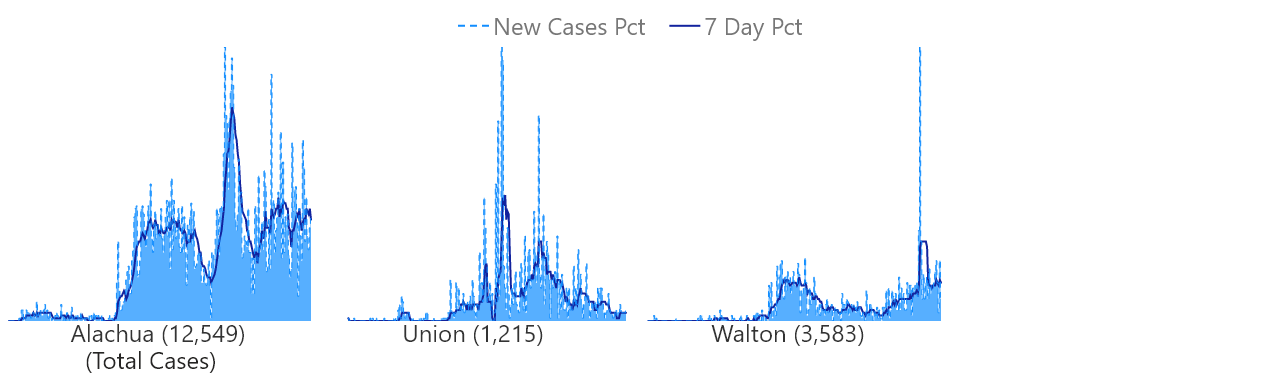 New Cases Pct 7 Day Pct
Alachua (12,549) Union (1,215) Walton (3,583)
(Total Cases)